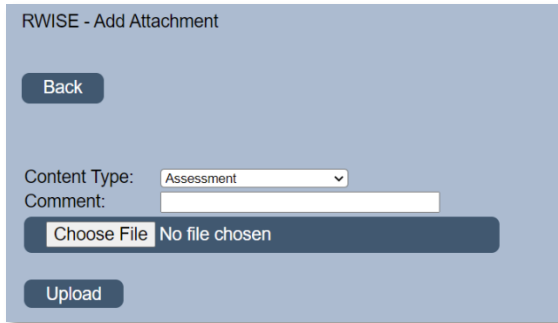 RWISE - Add Attachment
Back
Content Type: Assessment
Comment:
Choose File No file chosen
Upload